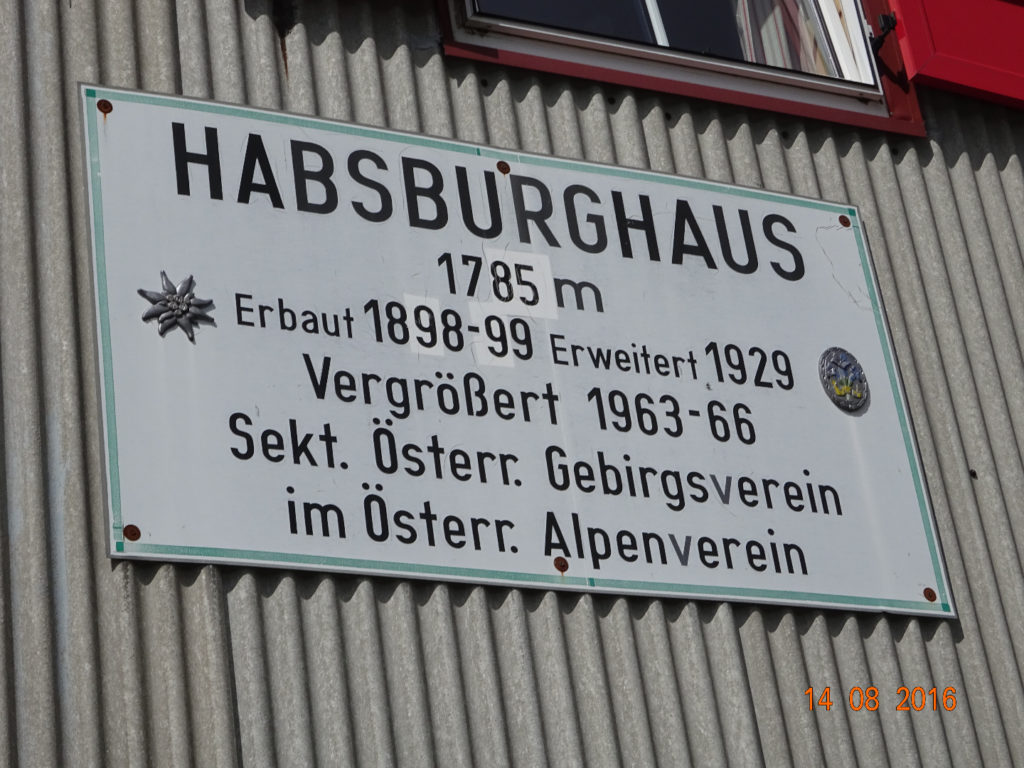 HABSBURGHAUS
1785 m
Erbaut 1898-99 Erweitert 1929
Vergrößert 1963-66
Sekt. Österr. Gebirgsverein
im Österr. Alpenverein
14 08 2016